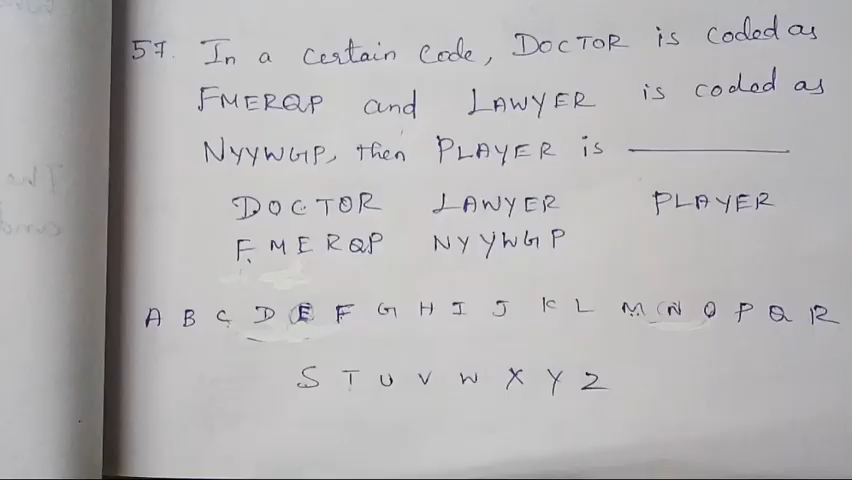 57. In a certain code, DOCTOR is coded as
FMERQP and LAWYER is coded as
NYYWGP, then PLAYER is ________
DOCTOR LAWYER PLAYER
FMERQP NYYWGP
A B C D E F G H I J K L M N O P Q R
S T U V W X Y Z